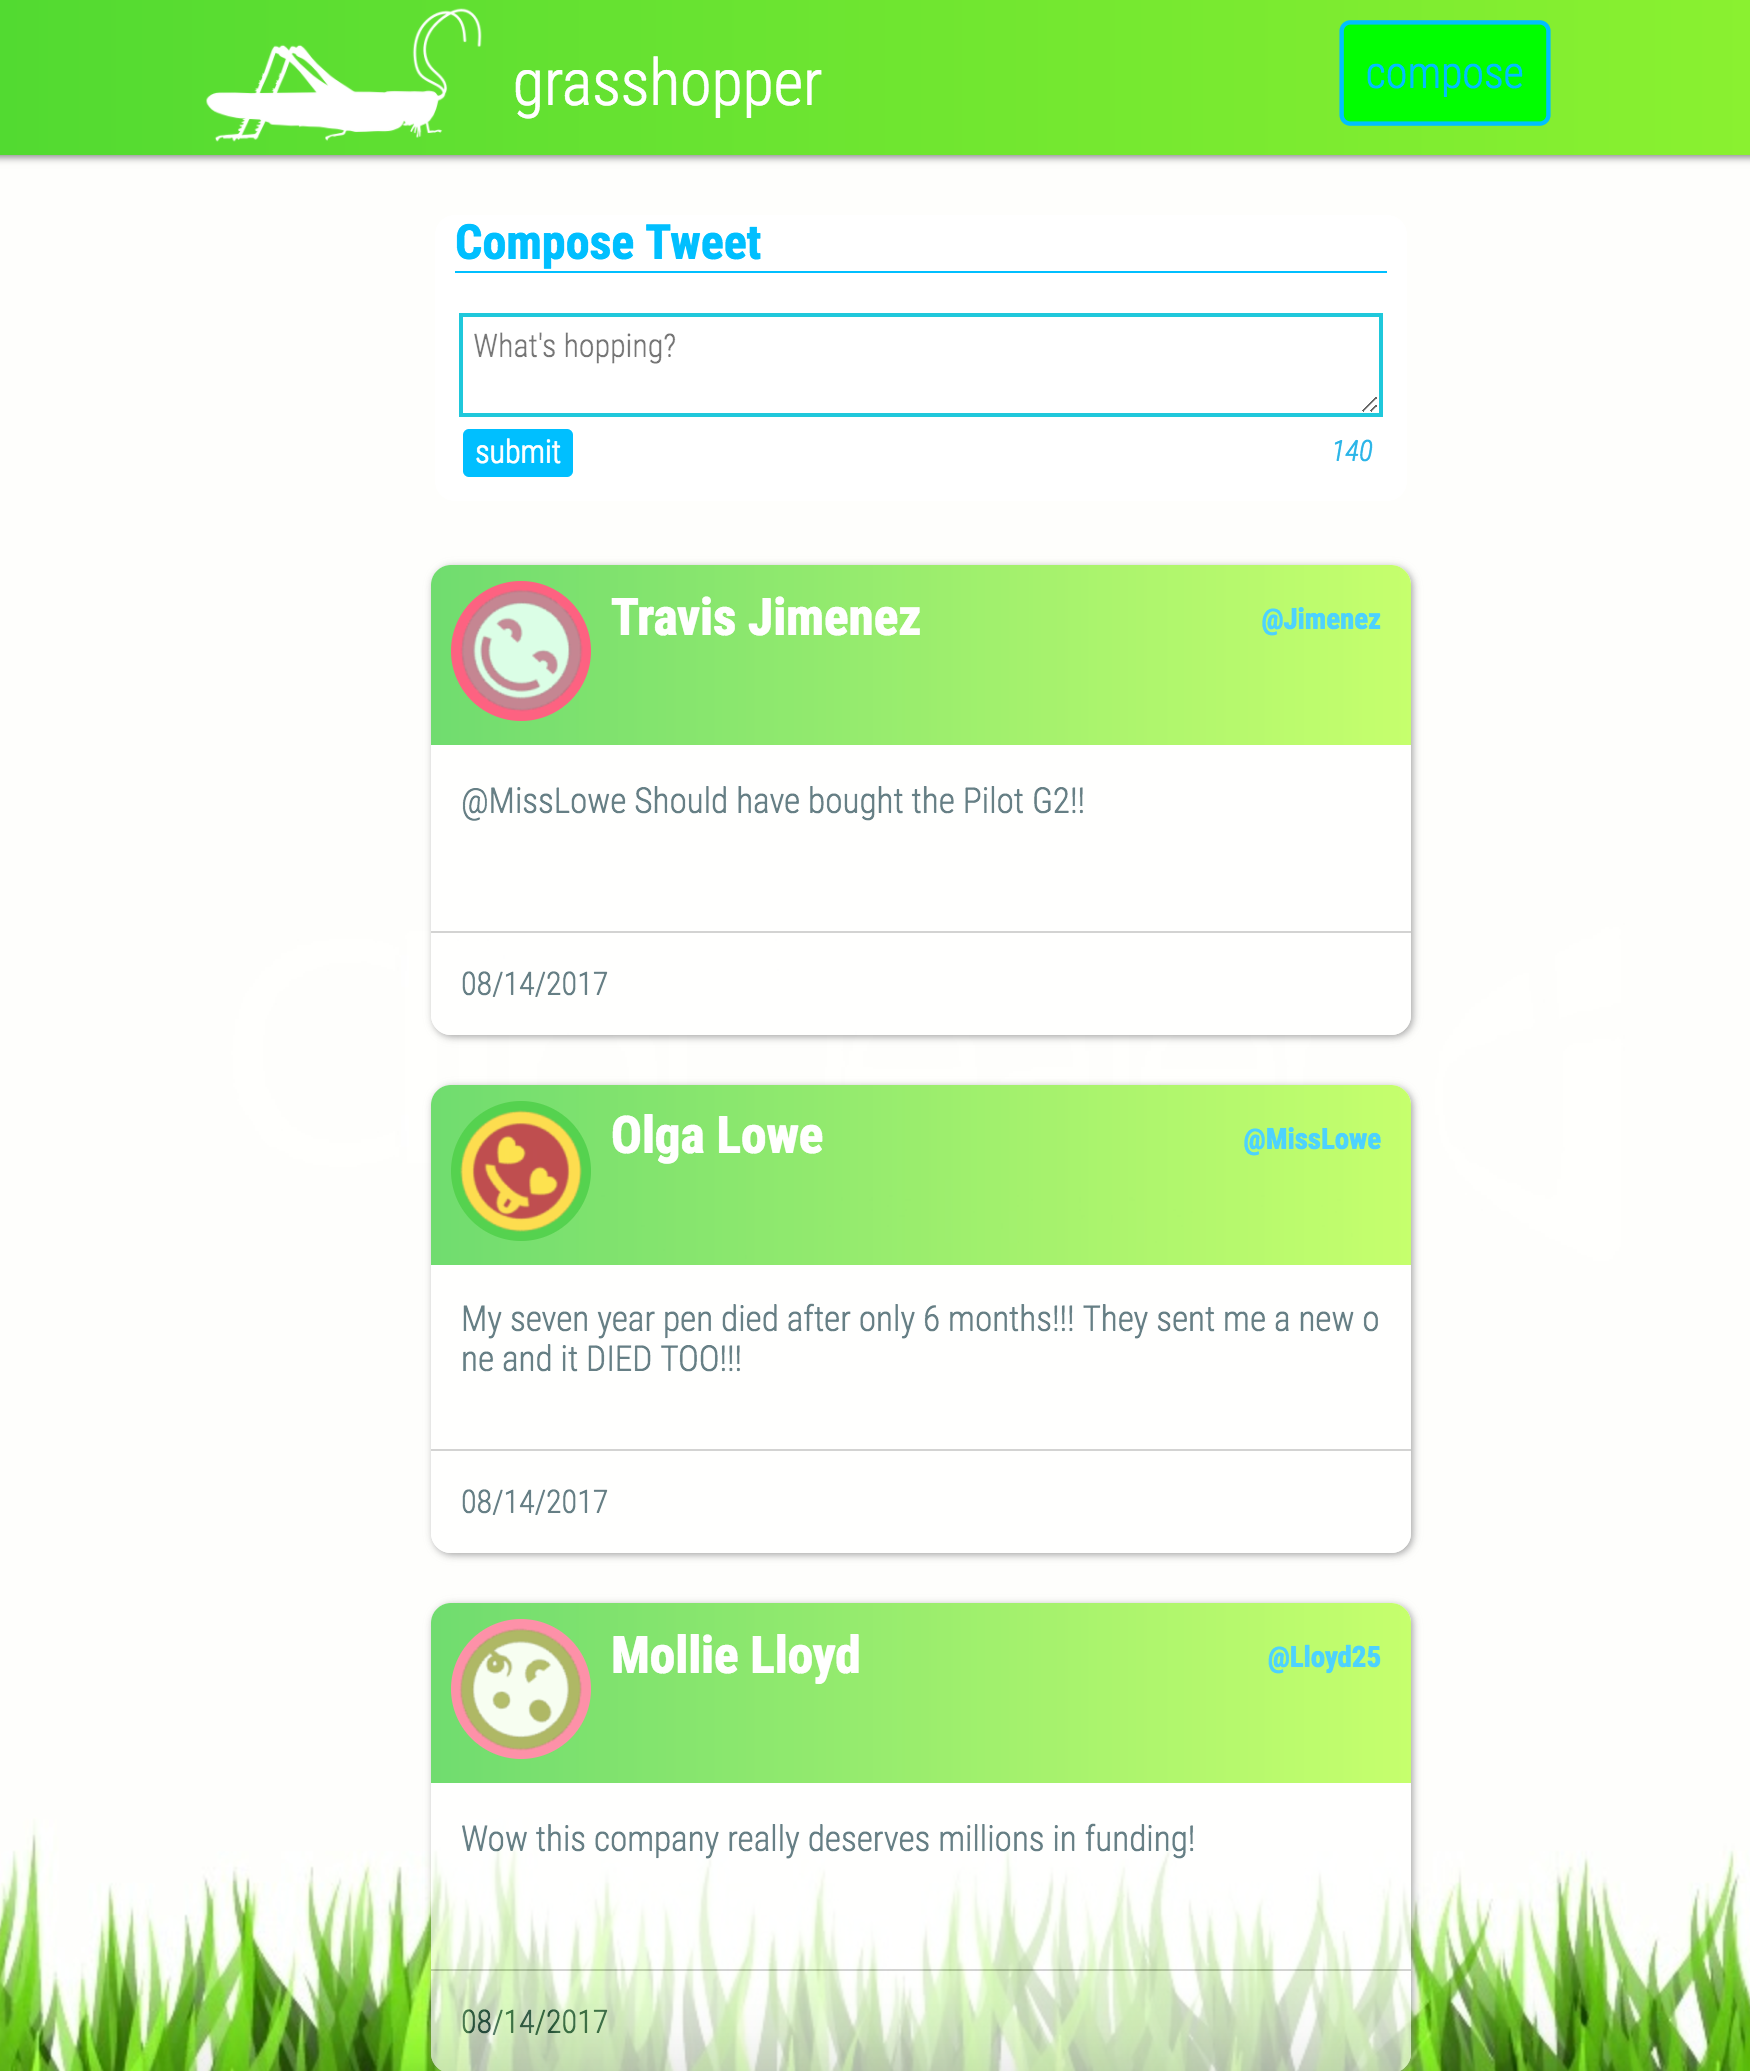 grasshopper
compose
Compose Tweet
What's hopping?
submit
140
Travis Jimenez
@Jimenez
@MissLowe Should have bought the Pilot G2!!
08/14/2017
Olga Lowe
@MissLowe
My seven year pen died after only 6 months!!! They sent me a new o
ne and it DIED TOO!!!
08/14/2017
Mollie Lloyd
@Lloyd25
Wow this company really deserves millions in funding!
08/14/2017